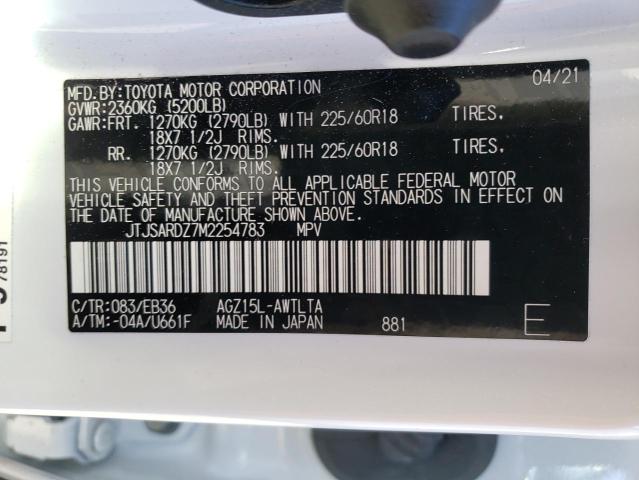 MFD.BY:TOYOTA MOTOR CORPORATION 04/21
GVWR:2360KG (5200LB)
GAWR:FRT. 1270KG (2790LB) WITH 225/60R18 TIRES.
18X7 1/2J RIMS.
RR. 1270KG (2790LB) WITH 225/60R18 TIRES.
18X7 1/2J RIMS.
THIS VEHICLE CONFORMS TO ALL APPLICABLE FEDERAL MOTOR
VEHICLE SAFETY AND THEFT PREVENTION STANDARDS IN EFFECT ON
THE DATE OF MANUFACTURE SHOWN ABOVE.
JTJSARDZ7M2254783 MPV
C/TR:083/EB36 AGZ15L-AWTLTA
A/TM:-04A/U661F MADE IN JAPAN 881 E
78191